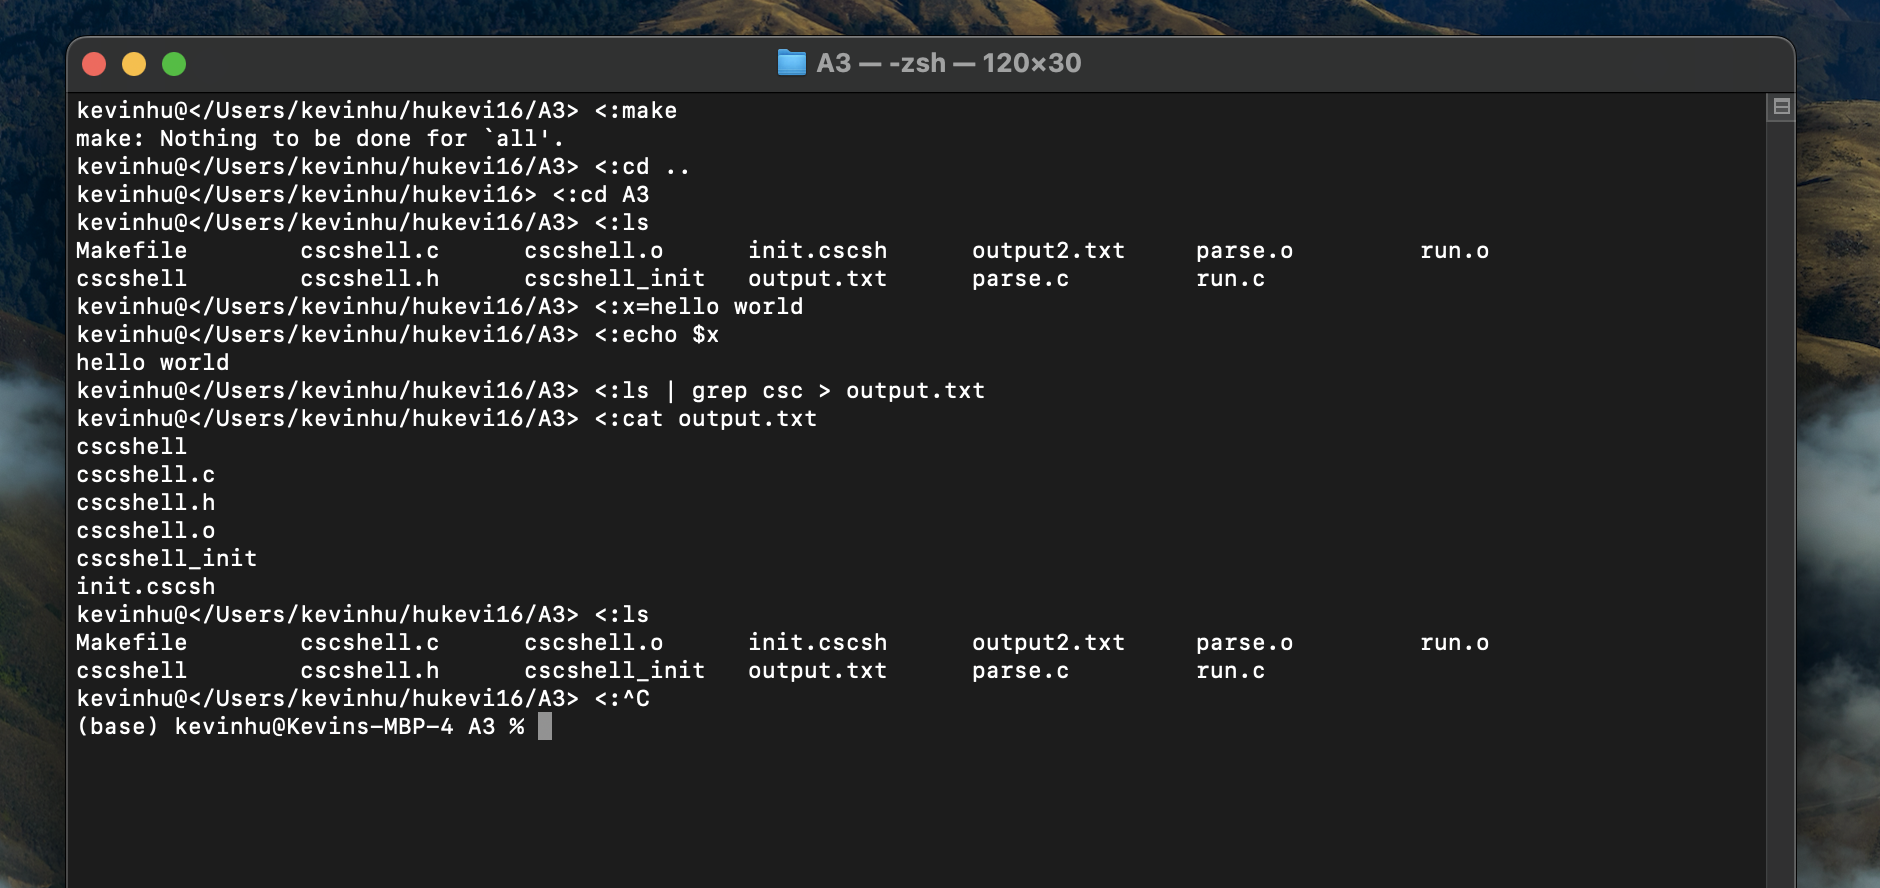 A3 — -zsh — 120×30
kevinhu@</Users/kevinhu/hukevi16/A3> <:make
make: Nothing to be done for `all'.
kevinhu@</Users/kevinhu/hukevi16/A3> <:cd ..
kevinhu@</Users/kevinhu/hukevi16> <:cd A3
kevinhu@</Users/kevinhu/hukevi16/A3> <:ls
Makefile        cscshell.c      cscshell.o      init.cscsh      output2.txt     parse.o         run.o
cscshell        cscshell.h      cscshell_init   output.txt      parse.c         run.c
kevinhu@</Users/kevinhu/hukevi16/A3> <:x=hello world
kevinhu@</Users/kevinhu/hukevi16/A3> <:echo $x
hello world
kevinhu@</Users/kevinhu/hukevi16/A3> <:ls | grep csc > output.txt
kevinhu@</Users/kevinhu/hukevi16/A3> <:cat output.txt
cscshell
cscshell.c
cscshell.h
cscshell.o
cscshell_init
init.cscsh
kevinhu@</Users/kevinhu/hukevi16/A3> <:ls
Makefile        cscshell.c      cscshell.o      init.cscsh      output2.txt     parse.o         run.o
cscshell        cscshell.h      cscshell_init   output.txt      parse.c         run.c
kevinhu@</Users/kevinhu/hukevi16/A3> <:^C
(base) kevinhu@Kevins-MBP-4 A3 %